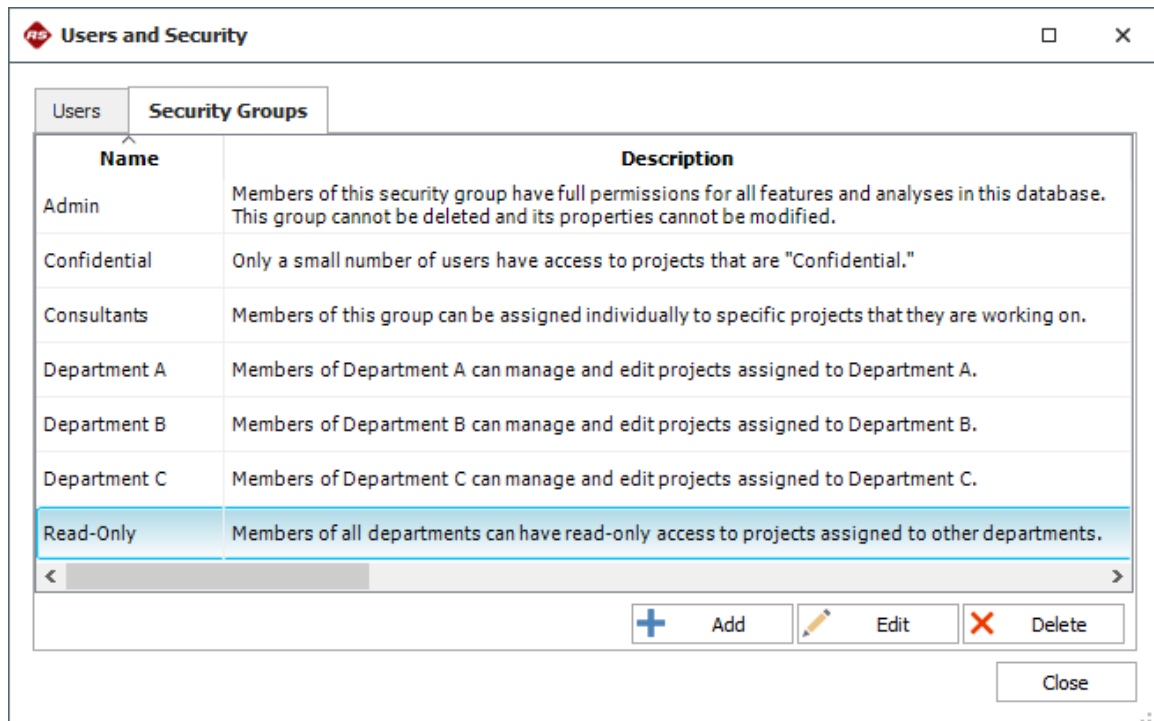 RS Users and Security
Users Security Groups
Name Description
Admin Members of this security group have full permissions for all features and analyses in this database.
This group cannot be deleted and its properties cannot be modified.
Confidential Only a small number of users have access to projects that are "Confidential."
Consultants Members of this group can be assigned individually to specific projects that they are working on.
Department A Members of Department A can manage and edit projects assigned to Department A.
Department B Members of Department B can manage and edit projects assigned to Department B.
Department C Members of Department C can manage and edit projects assigned to Department C.
Read-Only Members of all departments can have read-only access to projects assigned to other departments.
Add Edit Delete
Close